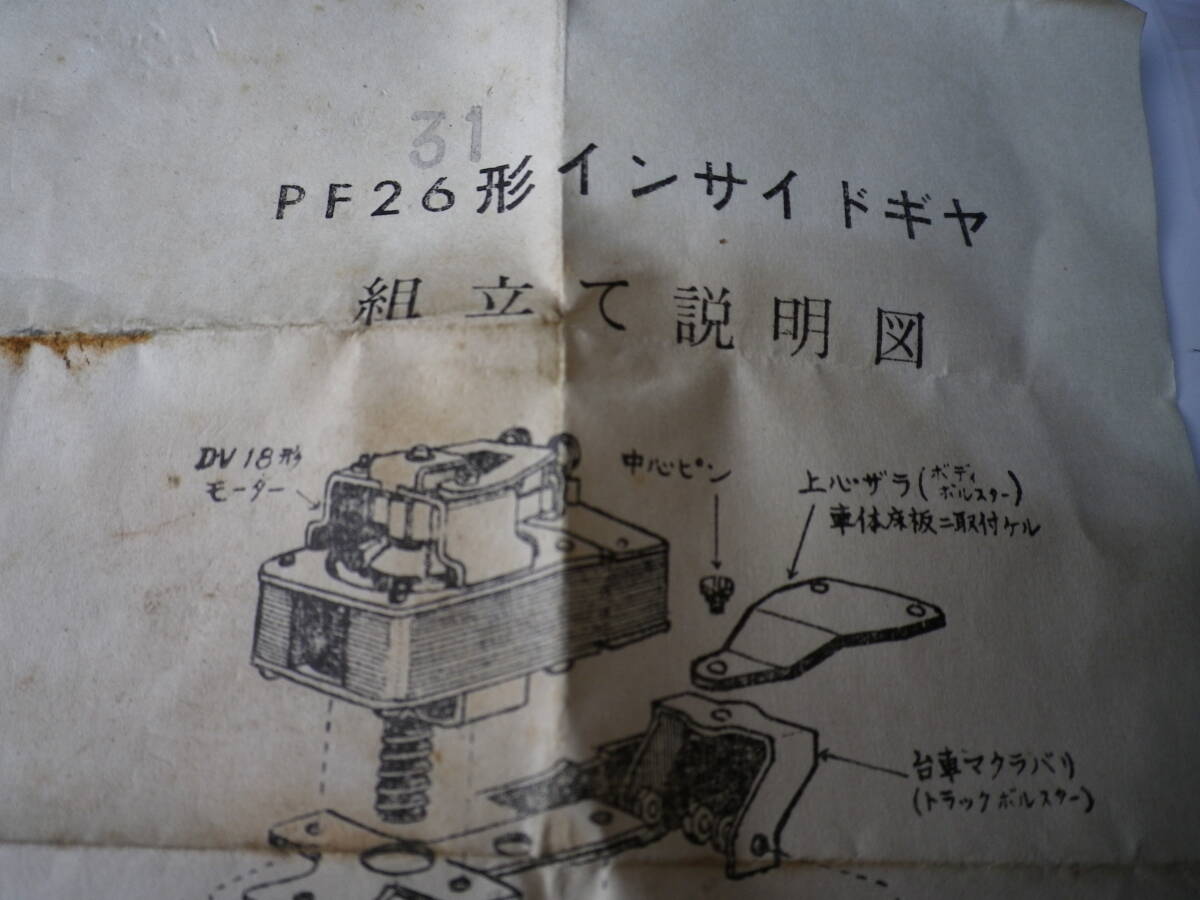 31
PF26形インサイドギヤ
組立て説明図
DV18形
モーター
中心ピン
上心ザラ(ボディ
ボルスター)
車体床板ニ取付ケル
台車マクラバリ
(トラックボルスター)